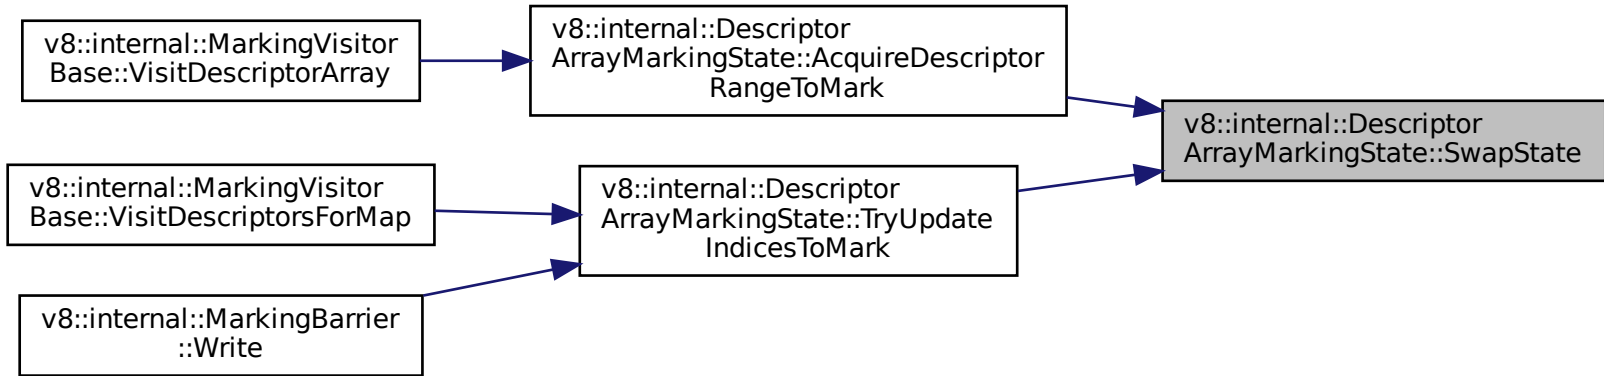 v8::internal::MarkingVisitor
Base::VisitDescriptorArray
v8::internal::Descriptor
ArrayMarkingState::AcquireDescriptor
RangeToMark
v8::internal::Descriptor
ArrayMarkingState::SwapState
v8::internal::MarkingVisitor
Base::VisitDescriptorsForMap
v8::internal::Descriptor
ArrayMarkingState::TryUpdate
IndicesToMark
v8::internal::MarkingBarrier
::Write